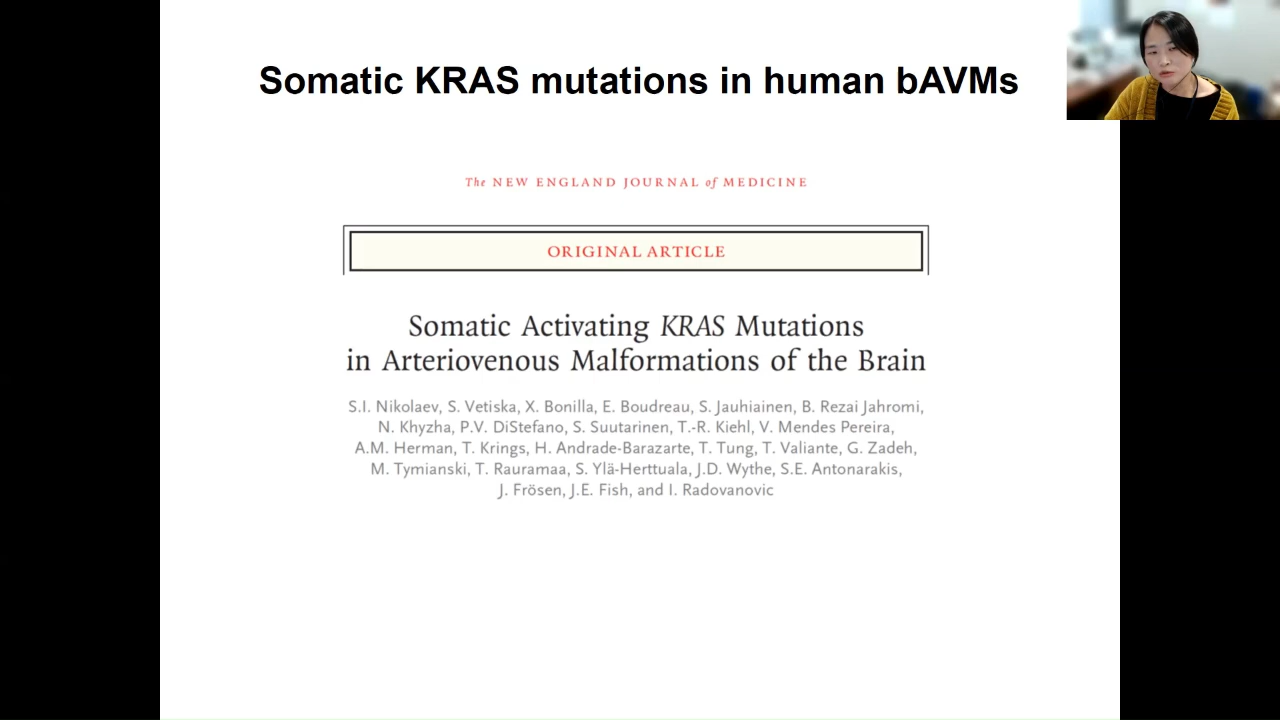 Somatic KRAS mutations in human bAVMs
The NEW ENGLAND JOURNAL of MEDICINE
ORIGINAL ARTICLE
Somatic Activating KRAS Mutations
in Arteriovenous Malformations of the Brain
S.I. Nikolaev, S. Vetiska, X. Bonilla, E. Boudreau, S. Jauhiainen, B. Rezai Jahromi,
N. Khyzha, P.V. DiStefano, S. Suutarinen, T.-R. Kiehl, V. Mendes Pereira,
A.M. Herman, T. Krings, H. Andrade-Barazarte, T. Tung, T. Valiante, G. Zadeh,
M. Tymianski, T. Rauramaa, S. Ylä-Herttuala, J.D. Wythe, S.E. Antonarakis,
J. Frösen, J.E. Fish, and I. Radovanovic